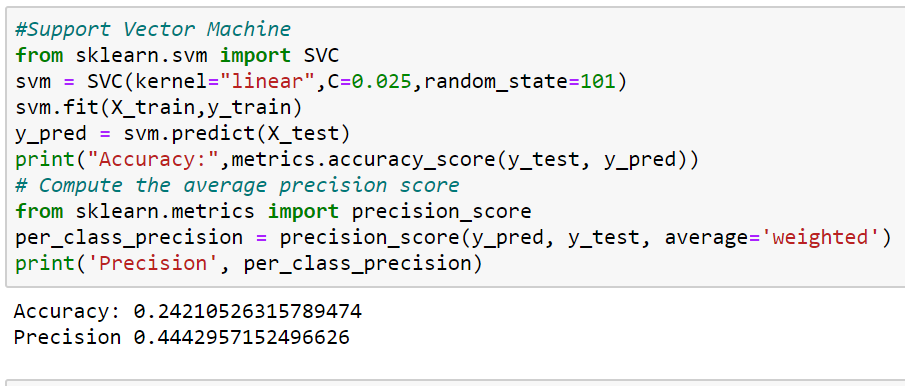 #Support Vector Machine
from sklearn.svm import SVC
svm = SVC(kernel="linear",C=0.025,random_state=101)
svm.fit(X_train,y_train)
y_pred = svm.predict(X_test)
print("Accuracy:",metrics.accuracy_score(y_test, y_pred))
# Compute the average precision score
from sklearn.metrics import precision_score
per_class_precision = precision_score(y_pred, y_test, average='weighted')
print('Precision', per_class_precision)
Accuracy: 0.24210526315789474
Precision 0.4442957152496626